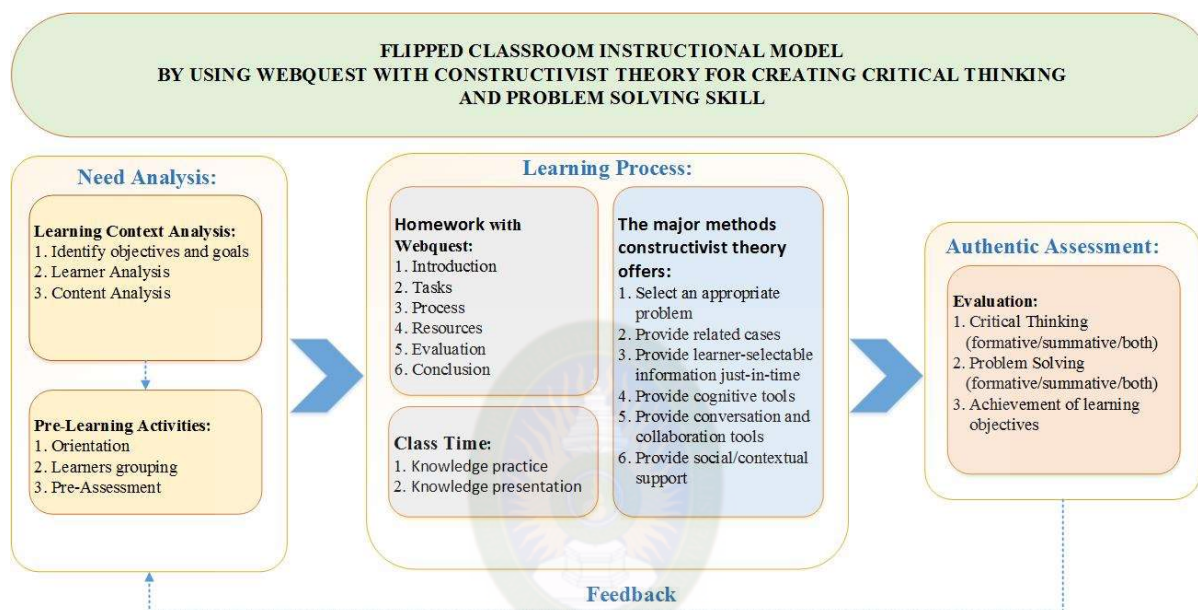 FLIPPED CLASSROOM INSTRUCTIONAL MODEL
BY USING WEBQUEST WITH CONSTRUCTIVIST THEORY FOR CREATING CRITICAL THINKING
AND PROBLEM SOLVING SKILL
Need Analysis:
Learning Context Analysis:
1. Identify objectives and goals
2. Learner Analysis
3. Content Analysis
Pre-Learning Activities:
1. Orientation
2. Learners grouping
3. Pre-Assessment
Learning Process:
Homework with
Webquest:
1. Introduction
2. Tasks
3. Process
4. Resources
5. Evaluation
6. Conclusion
Class Time:
1. Knowledge practice
2. Knowledge presentation
The major methods
constructivist theory
offers:
1. Select an appropriate
problem
2. Provide related cases
3. Provide learner-selectable
information just-in-time
4. Provide cognitive tools
5. Provide conversation and
collaboration tools
6. Provide social/contextual
support
Authentic Assessment:
Evaluation:
1. Critical Thinking
(formative/summative/both)
2. Problem Solving
(formative/summative/both)
3. Achievement of learning
objectives
Feedback